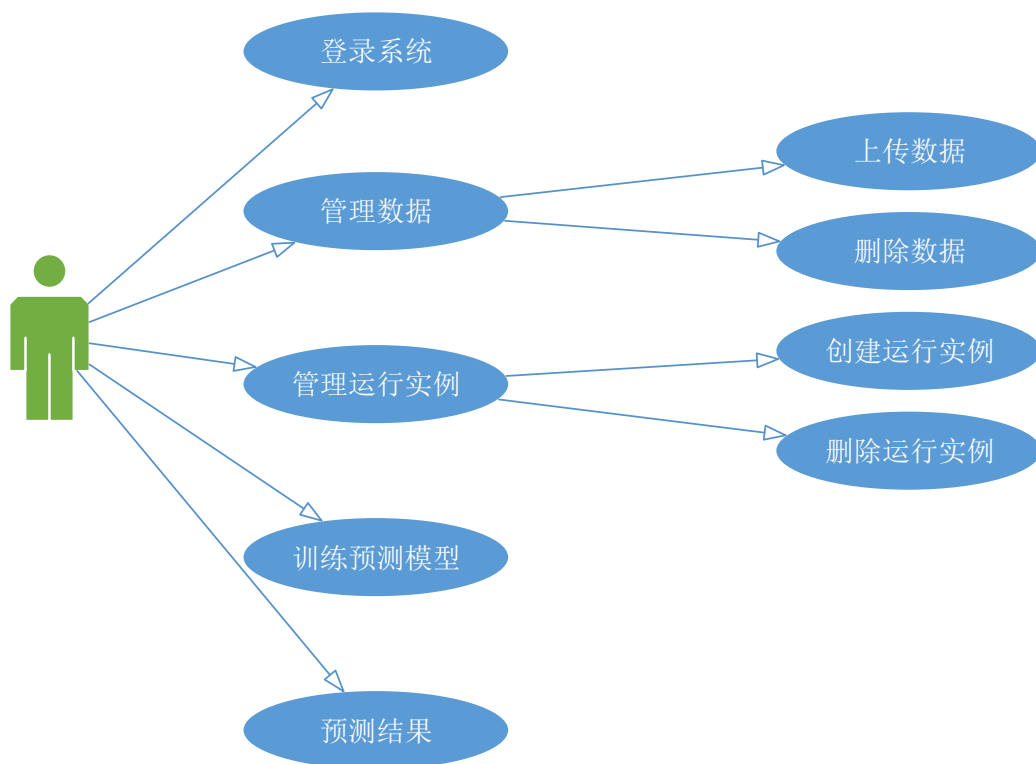 登录系统
管理数据
上传数据
删除数据
管理运行实例
创建运行实例
删除运行实例
训练预测模型
预测结果